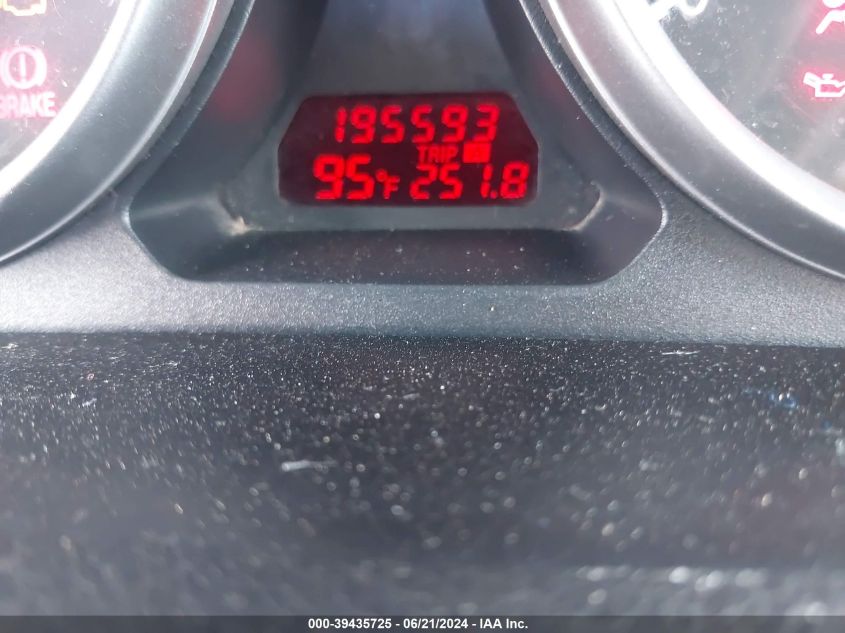 BRAKE
195593
TRIP A
95°F 251.8
000-39435725 - 06/21/2024 - IAA Inc.